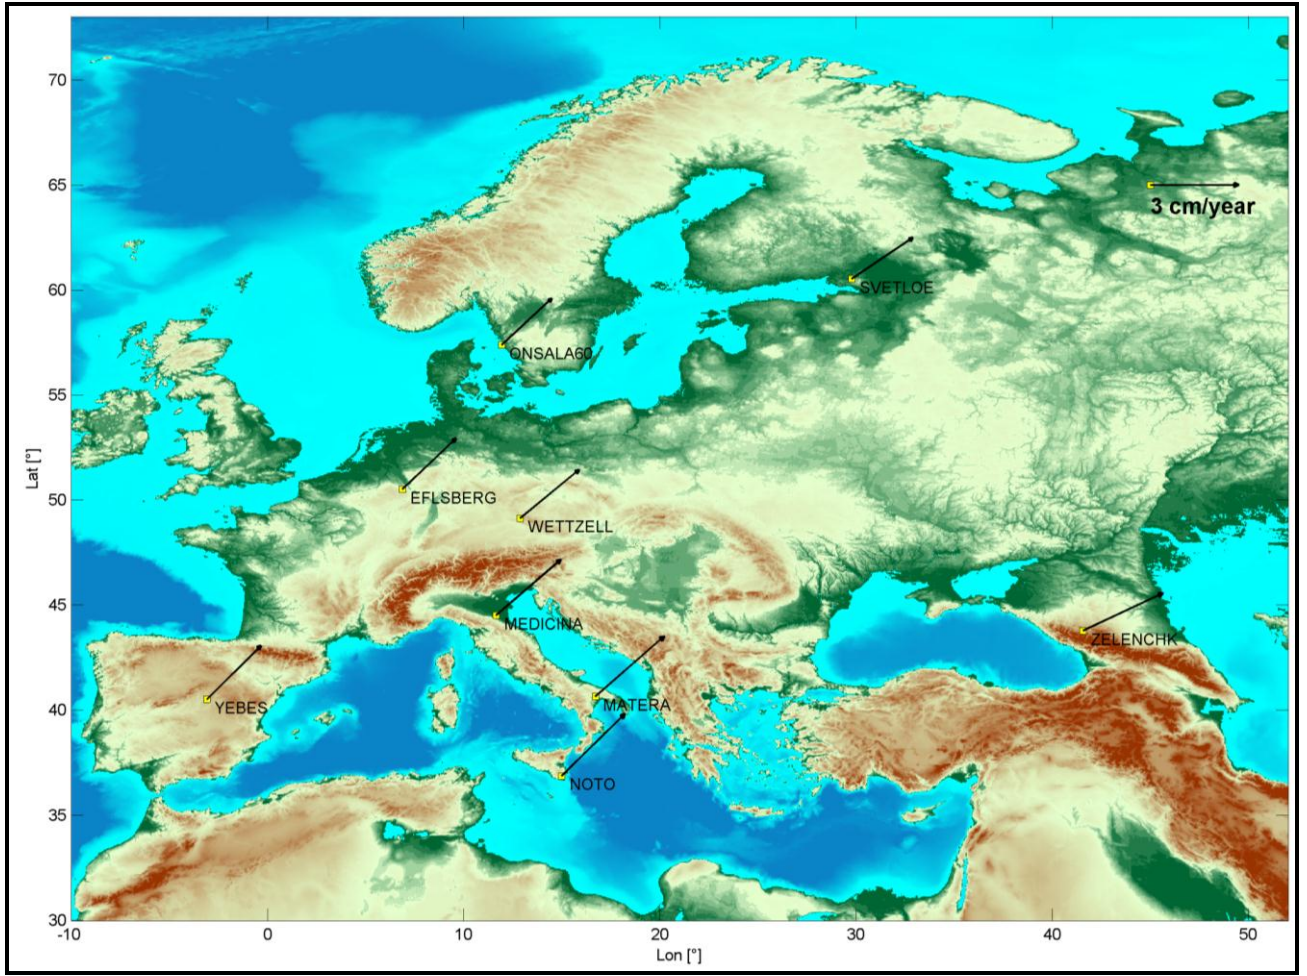 70
65
3 cm/year
SVETLOE
60
ONSALA60
55
Lat [°]
EFLSBERG
50
WETTZELL
45
MEDICINA
ZELENCHK
YEBES
40
MATERA
NOTO
35
30
-10 0 10 20 30 40 50
Lon [°]